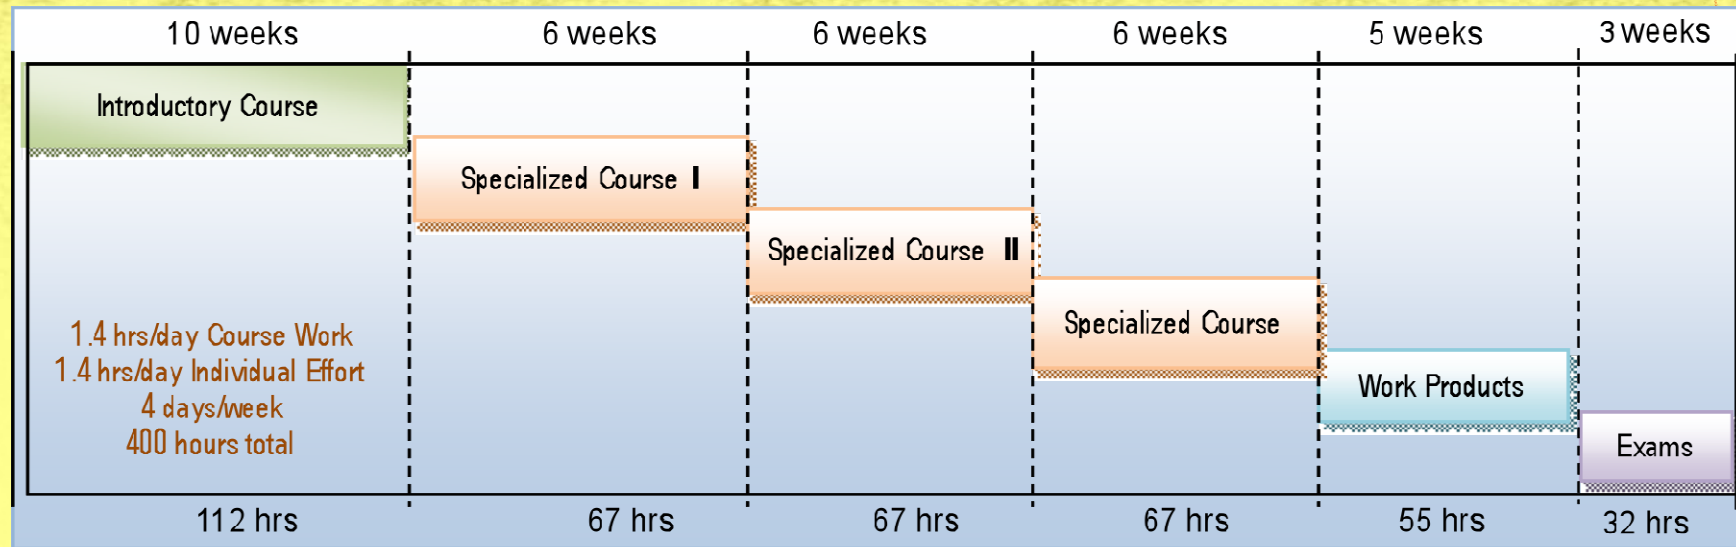 10 weeks 6 weeks 6 weeks 6 weeks 5 weeks 3 weeks
Introductory Course
Specialized Course I
Specialized Course II
Specialized Course
Work Products
Exams
1.4 hrs/day Course Work
1.4 hrs/day Individual Effort
4 days/week
400 hours total
112 hrs 67 hrs 67 hrs 67 hrs 55 hrs 32 hrs